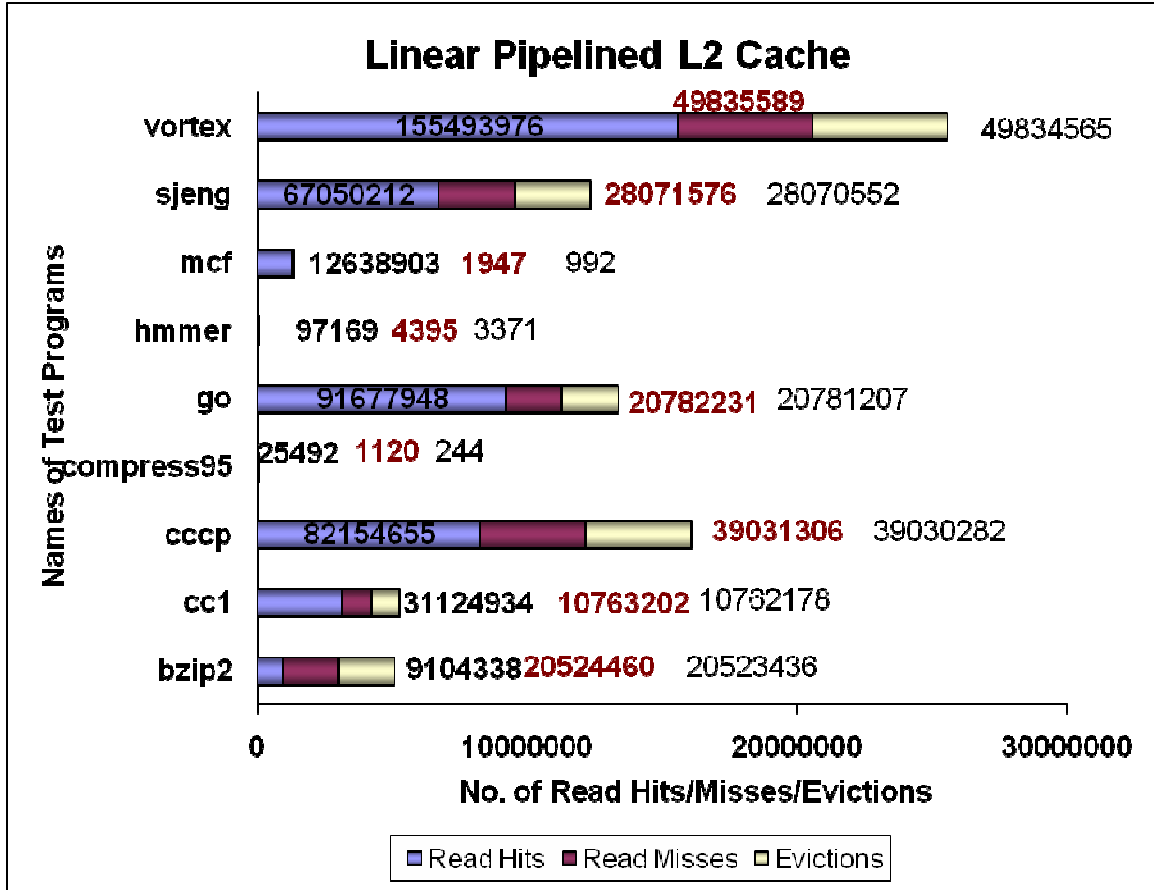 Linear Pipelined L2 Cache
49835589
vortex 155493976 49834565
sjeng 67050212 28071576 28070552
mcf 12638903 1947 992
hmmer 97169 4395 3371
go 91677948 20782231 20781207
compress95 25492 1120 244
cccp 82154655 39031306 39030282
cc1 31124934 10763202 10762178
bzip2 9104338 20524460 20523436
Names of Test Programs
0 10000000 20000000 30000000
No. of Read Hits/Misses/Evictions
Read Hits Read Misses Evictions